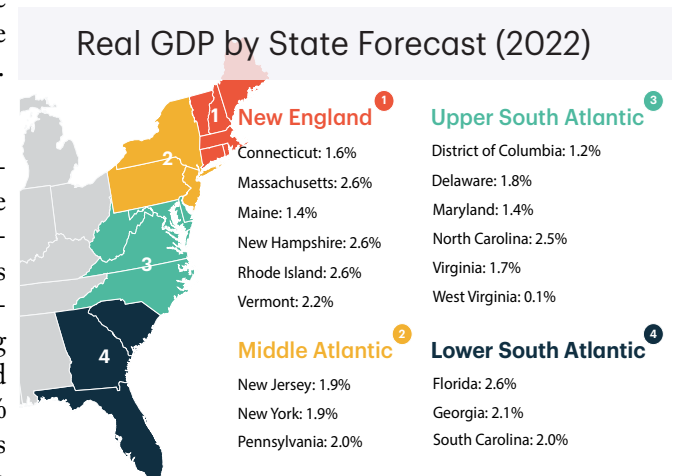 Real GDP by State Forecast (2022)
New England 1
Connecticut: 1.6%
Massachusetts: 2.6%
Maine: 1.4%
New Hampshire: 2.6%
Rhode Island: 2.6%
Vermont: 2.2%
Upper South Atlantic 3
District of Columbia: 1.2%
Delaware: 1.8%
Maryland: 1.4%
North Carolina: 2.5%
Virginia: 1.7%
West Virginia: 0.1%
Middle Atlantic 2
New Jersey: 1.9%
New York: 1.9%
Pennsylvania: 2.0%
Lower South Atlantic 4
Florida: 2.6%
Georgia: 2.1%
South Carolina: 2.0%
1
2
3
4